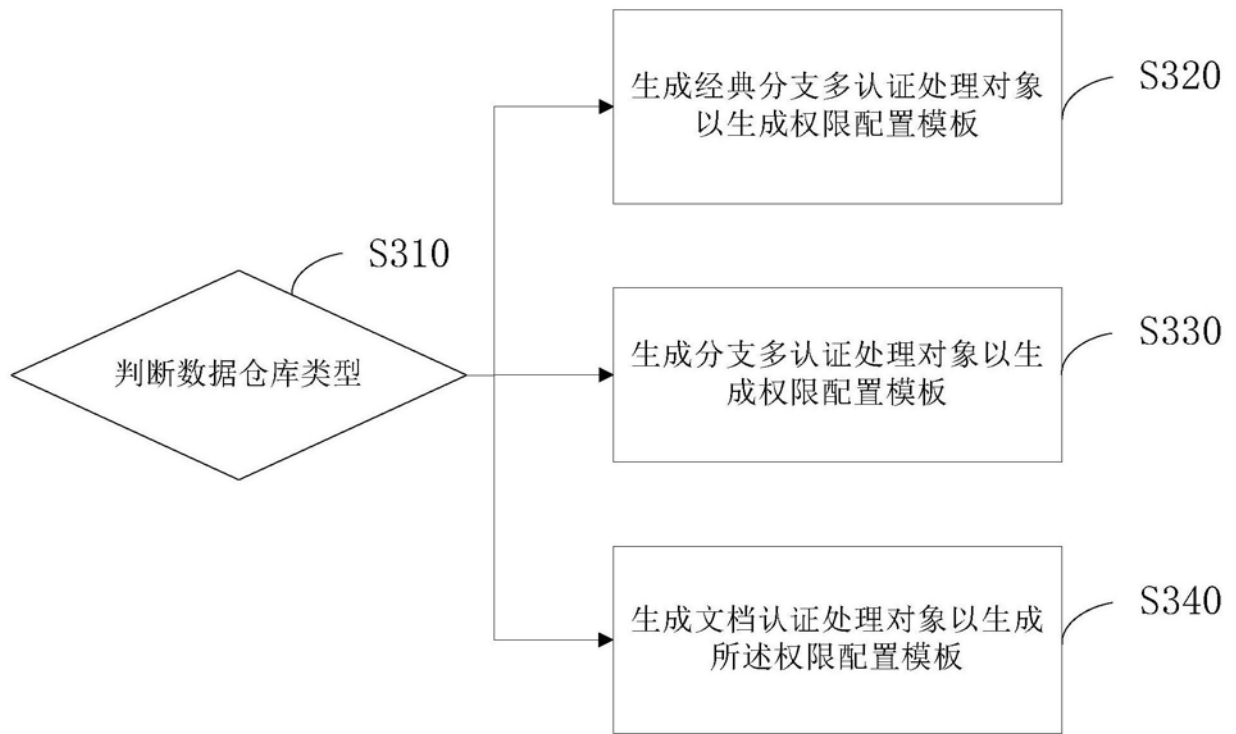 生成经典分支多认证处理对象
以生成权限配置模板
S320
S310
判断数据仓库类型
生成分支多认证处理对象以生
成权限配置模板
S330
生成文档认证处理对象以生成
所述权限配置模板
S340